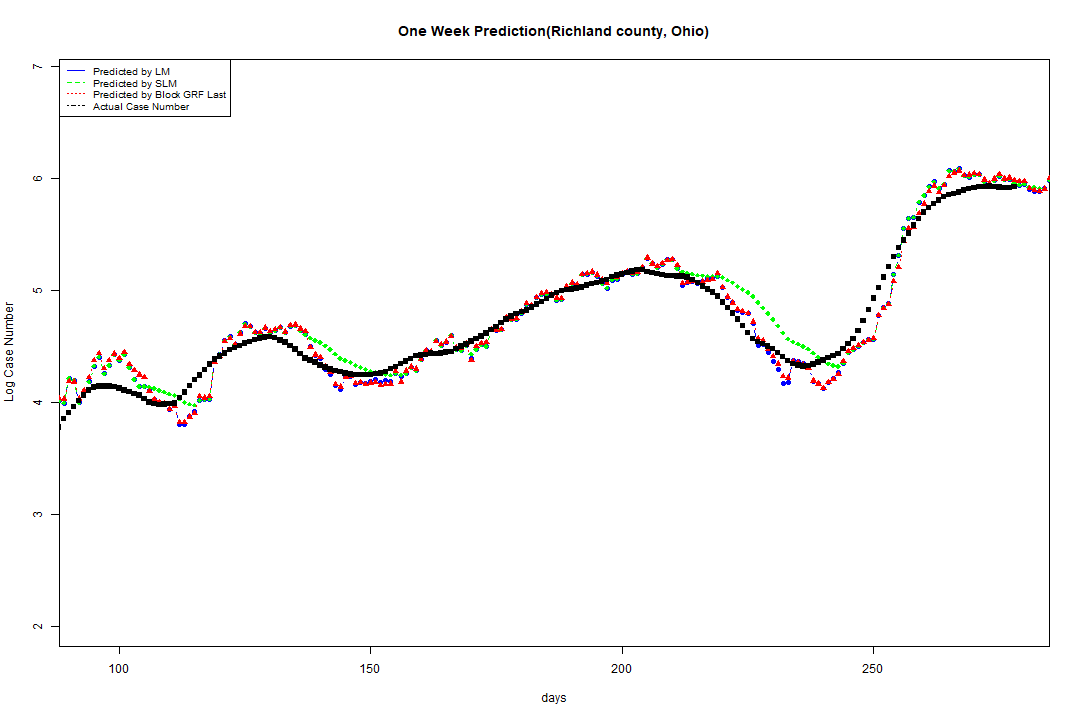 One Week Prediction(Richland county, Ohio)
Predicted by LM
Predicted by SLM
Predicted by Block GRF Last
Actual Case Number
7
6
5
4
3
2
Log Case Number
100 150 200 250
days